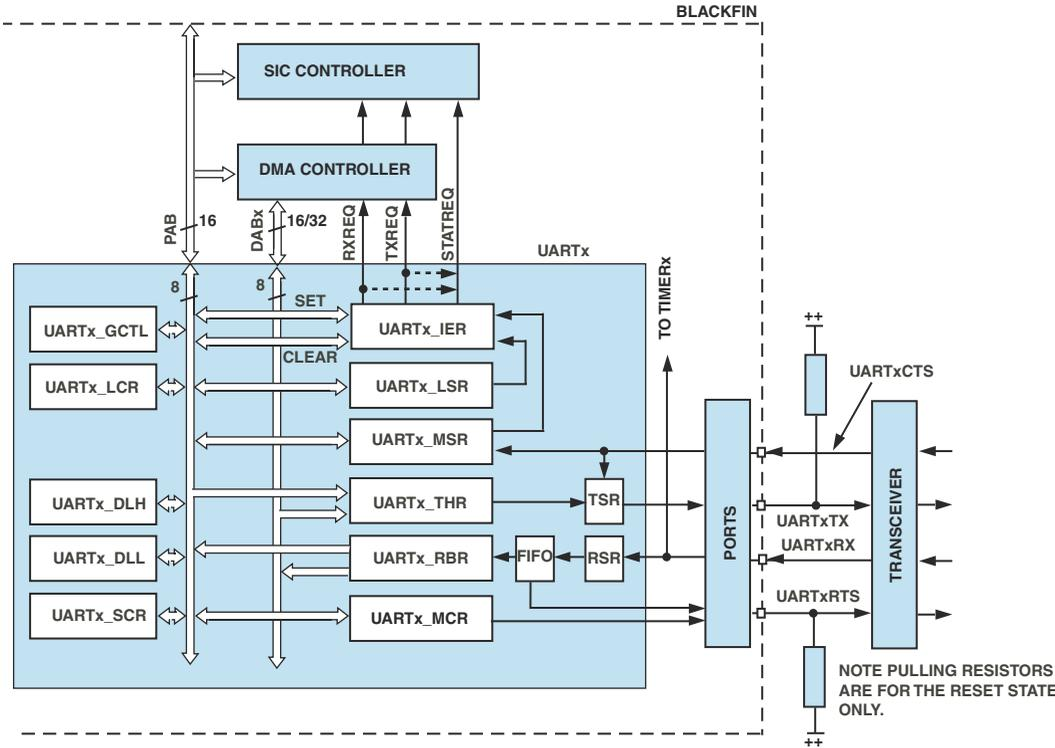 BLACKFIN
SIC CONTROLLER
DMA CONTROLLER
PAB
16
DABx
16/32
RXREQ
TXREQ
STATREQ
UARTx
TO TIMERx
8
8
SET
CLEAR
UARTx_GCTL
UARTx_IER
UARTx_LCR
UARTx_LSR
UARTx_MSR
UARTx_DLH
UARTx_THR
TSR
UARTx_DLL
UARTx_RBR
FIFO
RSR
UARTx_SCR
UARTx_MCR
PORTS
++
UARTxCTS
UARTxTX
UARTxRX
UARTxRTS
TRANSCEIVER
++
NOTE PULLING RESISTORS
ARE FOR THE RESET STATE
ONLY.